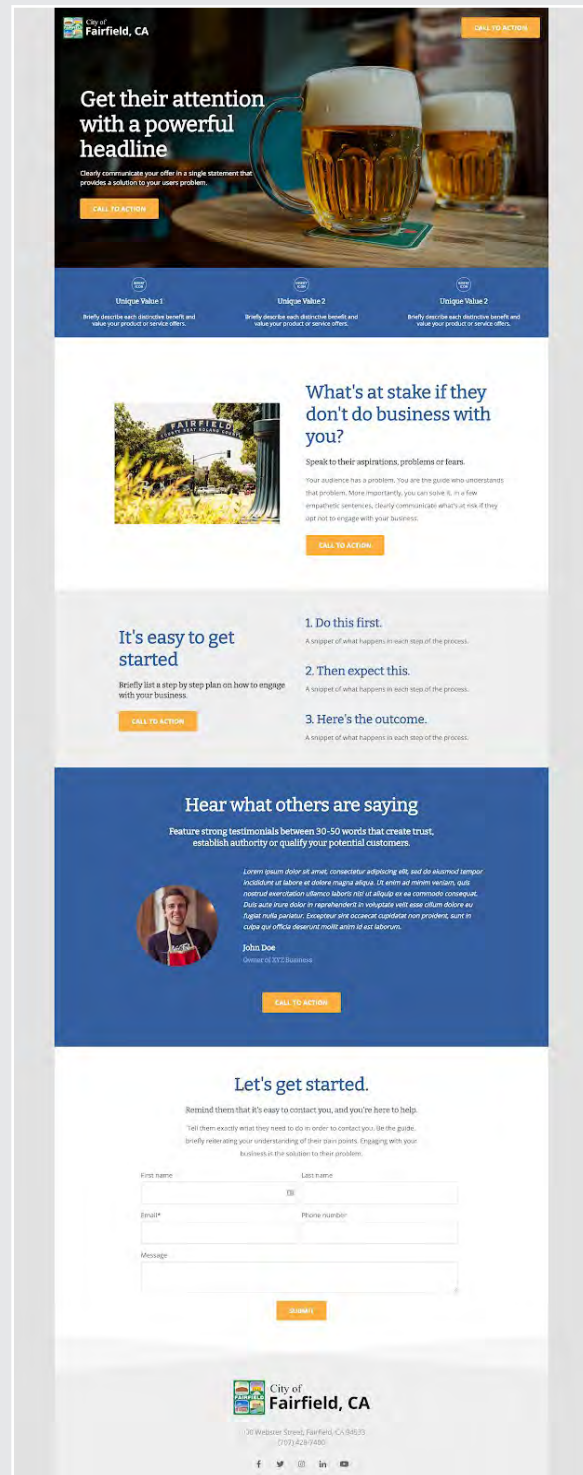 City of
Fairfield, CA
CALL TO ACTION
Get their attention
with a powerful
headline
Clearly communicate your offer in a single statement that
provides a solution to your users problem.
CALL TO ACTION
Unique Value 1
Unique Value 2
Unique Value 2
Briefly describe each distinctive benefit and
value your product or service offers.
Briefly describe each distinctive benefit and
value your product or service offers.
Briefly describe each distinctive benefit and
value your product or service offers.
FAIRFIELD
COUNTY SEAT SOLANO COUNTY
What's at stake if they
don't do business with
you?
Speak to their aspirations, problems or fears.
Your audience has a problem. You are the guide who understands
that problem. More importantly, you can solve it. In a few
empathetic sentences, clearly communicate what's at risk if they
opt not to engage with your business.
CALL TO ACTION
It's easy to get
started
Briefly list a step by step plan on how to engage
with your business.
CALL TO ACTION
1. Do this first.
A snippet of what happens in each step of the process.
2. Then expect this.
A snippet of what happens in each step of the process.
3. Here's the outcome.
A snippet of what happens in each step of the process.
Hear what others are saying
Feature strong testimonials between 30-50 words that create trust,
establish authority or qualify your potential customers.
Lorem ipsum dolor sit amet, consectetur adipiscing elit, sed do eiusmod tempor
incididunt ut labore et dolore magna aliqua. Ut enim ad minim veniam, quis
nostrud exercitation ullamco laboris nisi ut aliquip ex ea commodo consequat.
Duis aute irure dolor in reprehenderit in voluptate velit esse cillum dolore eu
fugiat nulla pariatur. Excepteur sint occaecat cupidatat non proident, sunt in
culpa qui officia deserunt mollit anim id est laborum.
John Doe
Owner of XYZ Business
CALL TO ACTION
Let's get started.
Remind them that it's easy to contact you, and you're here to help.
Tell them exactly what they need to do in order to contact you. Be the guide,
briefly reiterating your understanding of their pain points. Engaging with your
business in the solution to their problem.
First name
Last name
Email*
Phone number
Message
SUBMIT
FAIRFIELD
City of
Fairfield, CA
Webster Street, Fairfield, CA 94533
(707) 428-7400